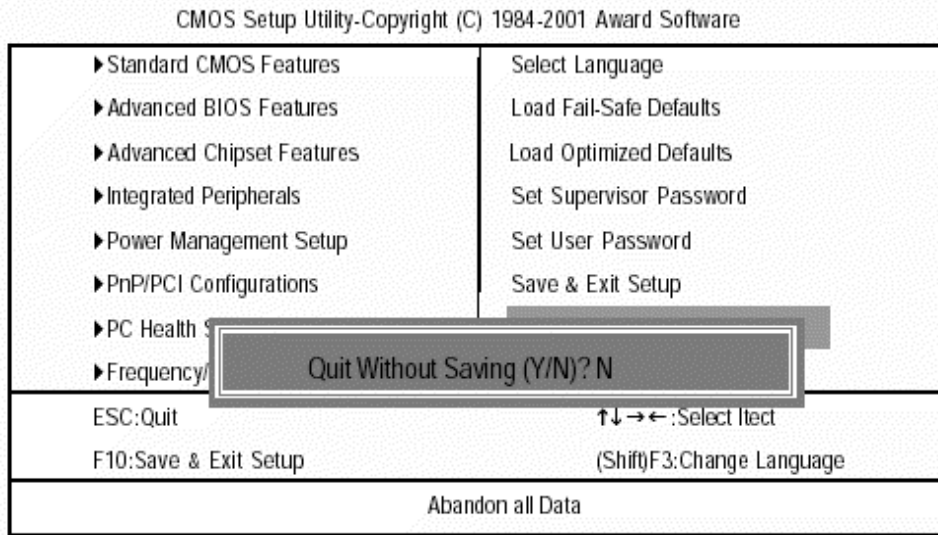 CMOS Setup Utility-Copyright (C) 1984-2001 Award Software
▶Standard CMOS Features
▶Advanced BIOS Features
▶Advanced Chipset Features
▶Integrated Peripherals
▶Power Management Setup
▶PnP/PCI Configurations
▶PC Health S
▶Frequency/
Select Language
Load Fail-Safe Defaults
Load Optimized Defaults
Set Supervisor Password
Set User Password
Save & Exit Setup
Quit Without Saving (Y/N)? N
ESC:Quit
↑↓→←:Select Itect
F10:Save & Exit Setup
(Shift)F3:Change Language
Abandon all Data